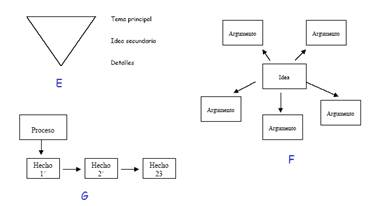 Tema principal
Idea secundaria
Detalles
E
Argumento
Argumento
Idea
Argumento
Argumento
Argumento
F
Proceso
Hecho
1´
Hecho
2´
Hecho
23
G